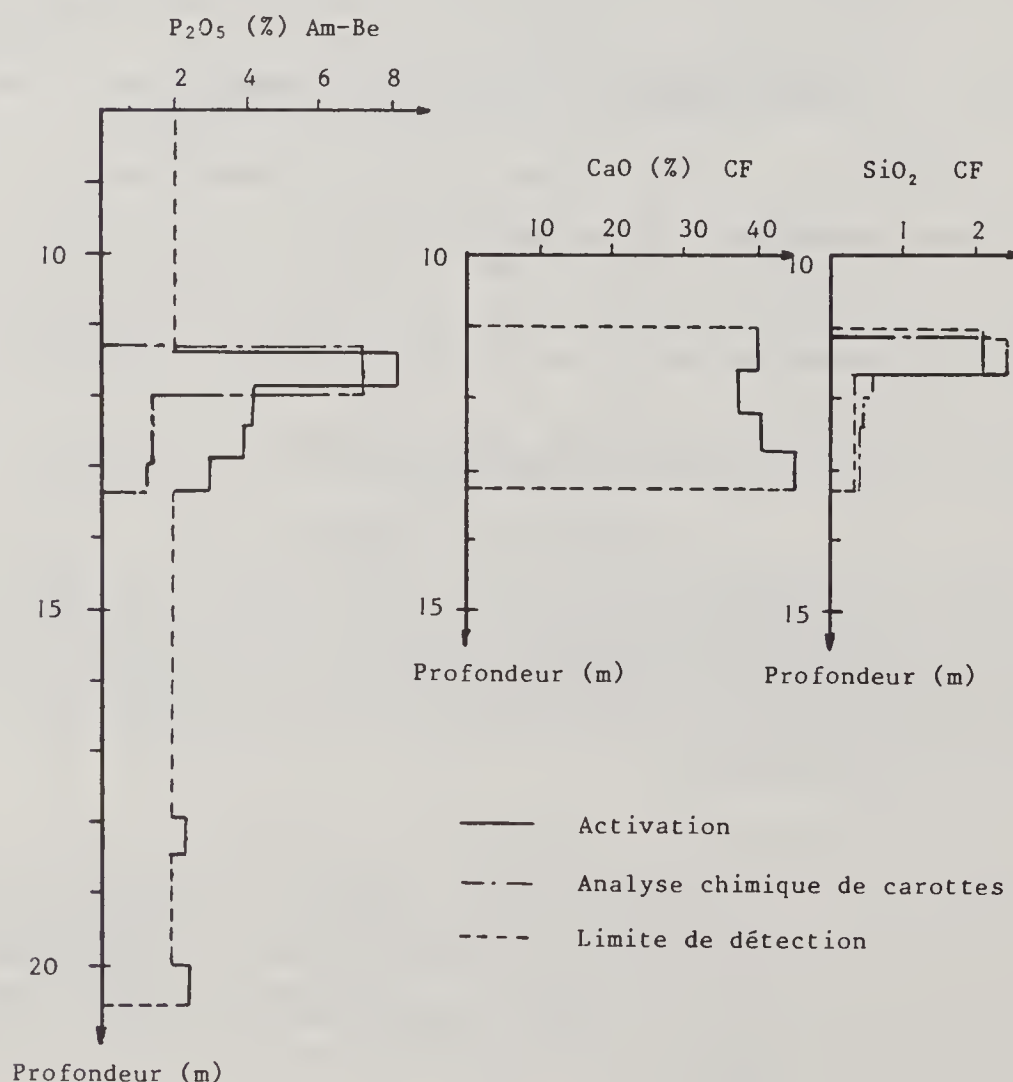 P₂O₅ (%) Am-Be
2 4 6 8
10
15
20
Profondeur (m)
CaO (%) CF
10 20 30 40
10
15
Profondeur (m)
SiO₂ CF
1 2
10
15
Profondeur (m)
Activation
Analyse chimique de carottes
Limite de détection